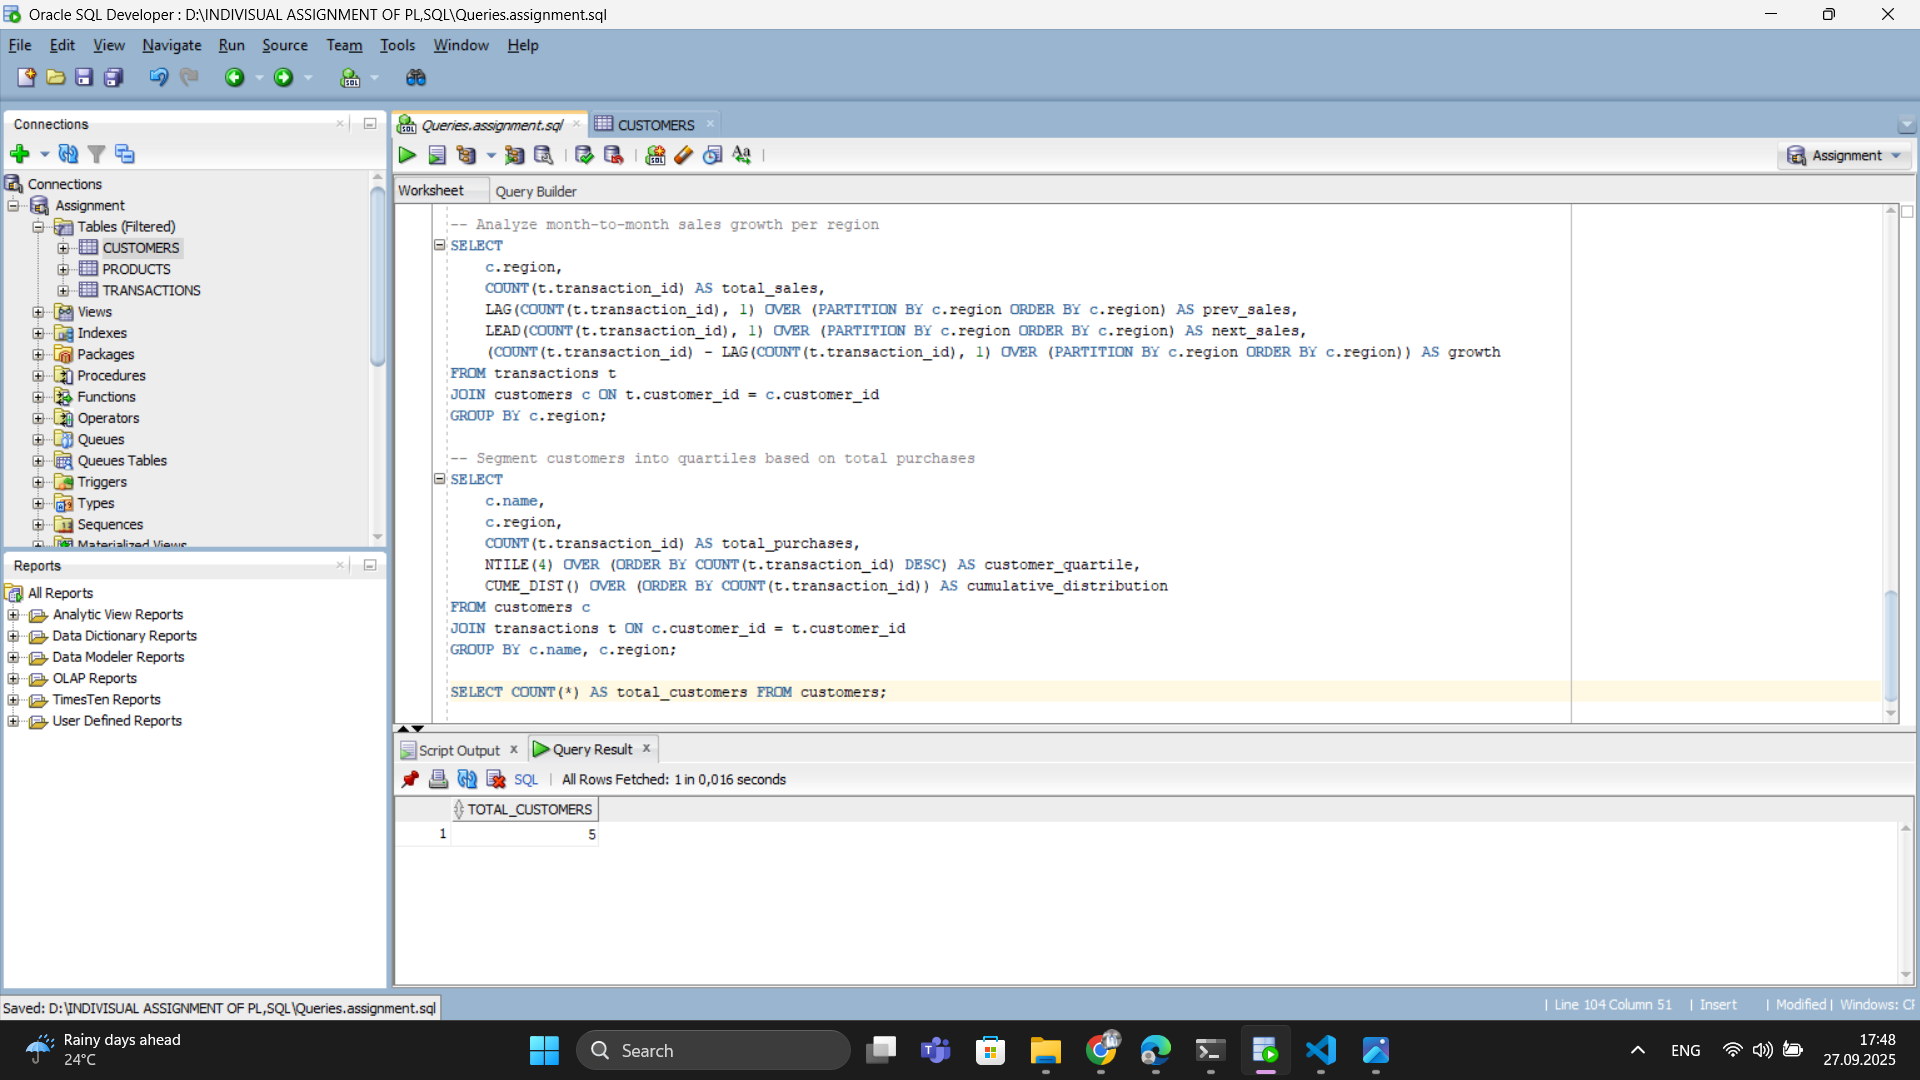 Oracle SQL Developer : D:\INDIVISUAL ASSIGNMENT OF PL,SQL\Queries.assignment.sql
File Edit View Navigate Run Source Team Tools Window Help
Connections
Connections
Assignment
Tables (Filtered)
CUSTOMERS
PRODUCTS
TRANSACTIONS
Views
Indexes
Packages
Procedures
Functions
Operators
Queues
Queues Tables
Triggers
Types
Sequences
Materialized Views
Reports
All Reports
Analytic View Reports
Data Dictionary Reports
Data Modeler Reports
OLAP Reports
TimesTen Reports
User Defined Reports
Queries.assignment.sql CUSTOMERS
Assignment
Worksheet Query Builder
-- Analyze month-to-month sales growth per region
SELECT
c.region,
COUNT(t.transaction_id) AS total_sales,
LAG(COUNT(t.transaction_id), 1) OVER (PARTITION BY c.region ORDER BY c.region) AS prev_sales,
LEAD(COUNT(t.transaction_id), 1) OVER (PARTITION BY c.region ORDER BY c.region) AS next_sales,
(COUNT(t.transaction_id) - LAG(COUNT(t.transaction_id), 1) OVER (PARTITION BY c.region ORDER BY c.region)) AS growth
FROM transactions t
JOIN customers c ON t.customer_id = c.customer_id
GROUP BY c.region;
-- Segment customers into quartiles based on total purchases
SELECT
c.name,
c.region,
COUNT(t.transaction_id) AS total_purchases,
NTILE(4) OVER (ORDER BY COUNT(t.transaction_id) DESC) AS customer_quartile,
CUME_DIST() OVER (ORDER BY COUNT(t.transaction_id)) AS cumulative_distribution
FROM customers c
JOIN transactions t ON c.customer_id = t.customer_id
GROUP BY c.name, c.region;
SELECT COUNT(*) AS total_customers FROM customers;
Script Output Query Result
SQL All Rows Fetched: 1 in 0,016 seconds
TOTAL_CUSTOMERS
1 5
Saved: D:\INDIVISUAL ASSIGNMENT OF PL,SQL\Queries.assignment.sql
Line 104 Column 51 | Insert | Modified | Windows:
Rainy days ahead
24°C
Search
ENG
17:48
27.09.2025